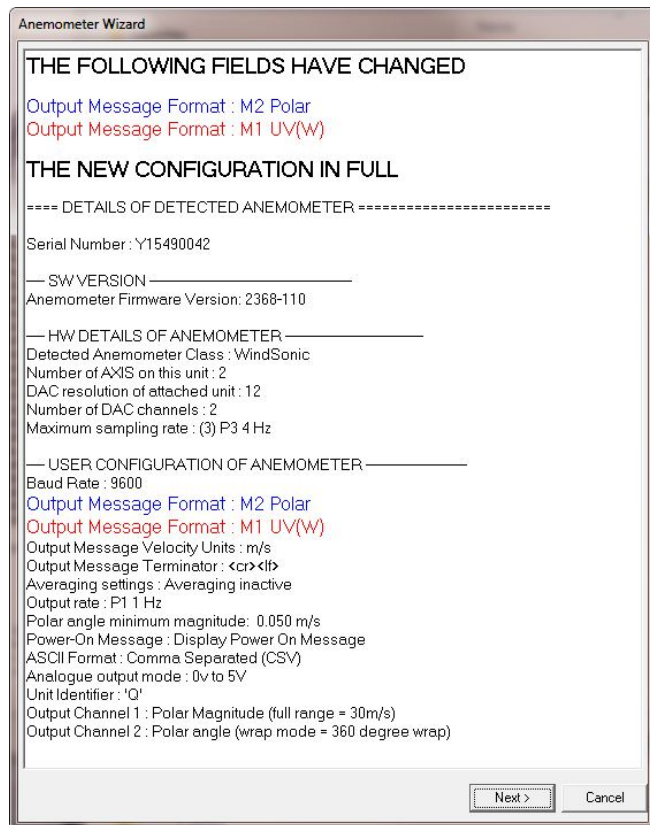 Anemometer Wizard
THE FOLLOWING FIELDS HAVE CHANGED
Output Message Format : M2 Polar
Output Message Format : M1 UV(W)
THE NEW CONFIGURATION IN FULL
==== DETAILS OF DETECTED ANEMOMETER ========================
Serial Number : Y15490042
— SW VERSION ———————————————
Anemometer Firmware Version: 2368-110
— HW DETAILS OF ANEMOMETER ——————————
Detected Anemometer Class : WindSonic
Number of AXIS on this unit : 2
DAC resolution of attached unit : 12
Number of DAC channels : 2
Maximum sampling rate : (3) P3 4 Hz
— USER CONFIGURATION OF ANEMOMETER ———————
Baud Rate : 9600
Output Message Format : M2 Polar
Output Message Format : M1 UV(W)
Output Message Velocity Units : m/s
Output Message Terminator : <cr><lf>
Averaging settings : Averaging inactive
Output rate : P1 1 Hz
Polar angle minimum magnitude: 0.050 m/s
Power-On Message : Display Power On Message
ASCII Format : Comma Separated (CSV)
Analogue output mode : 0v to 5V
Unit Identifier : 'Q'
Output Channel 1 : Polar Magnitude (full range = 30m/s)
Output Channel 2 : Polar angle (wrap mode = 360 degree wrap)
Next > Cancel